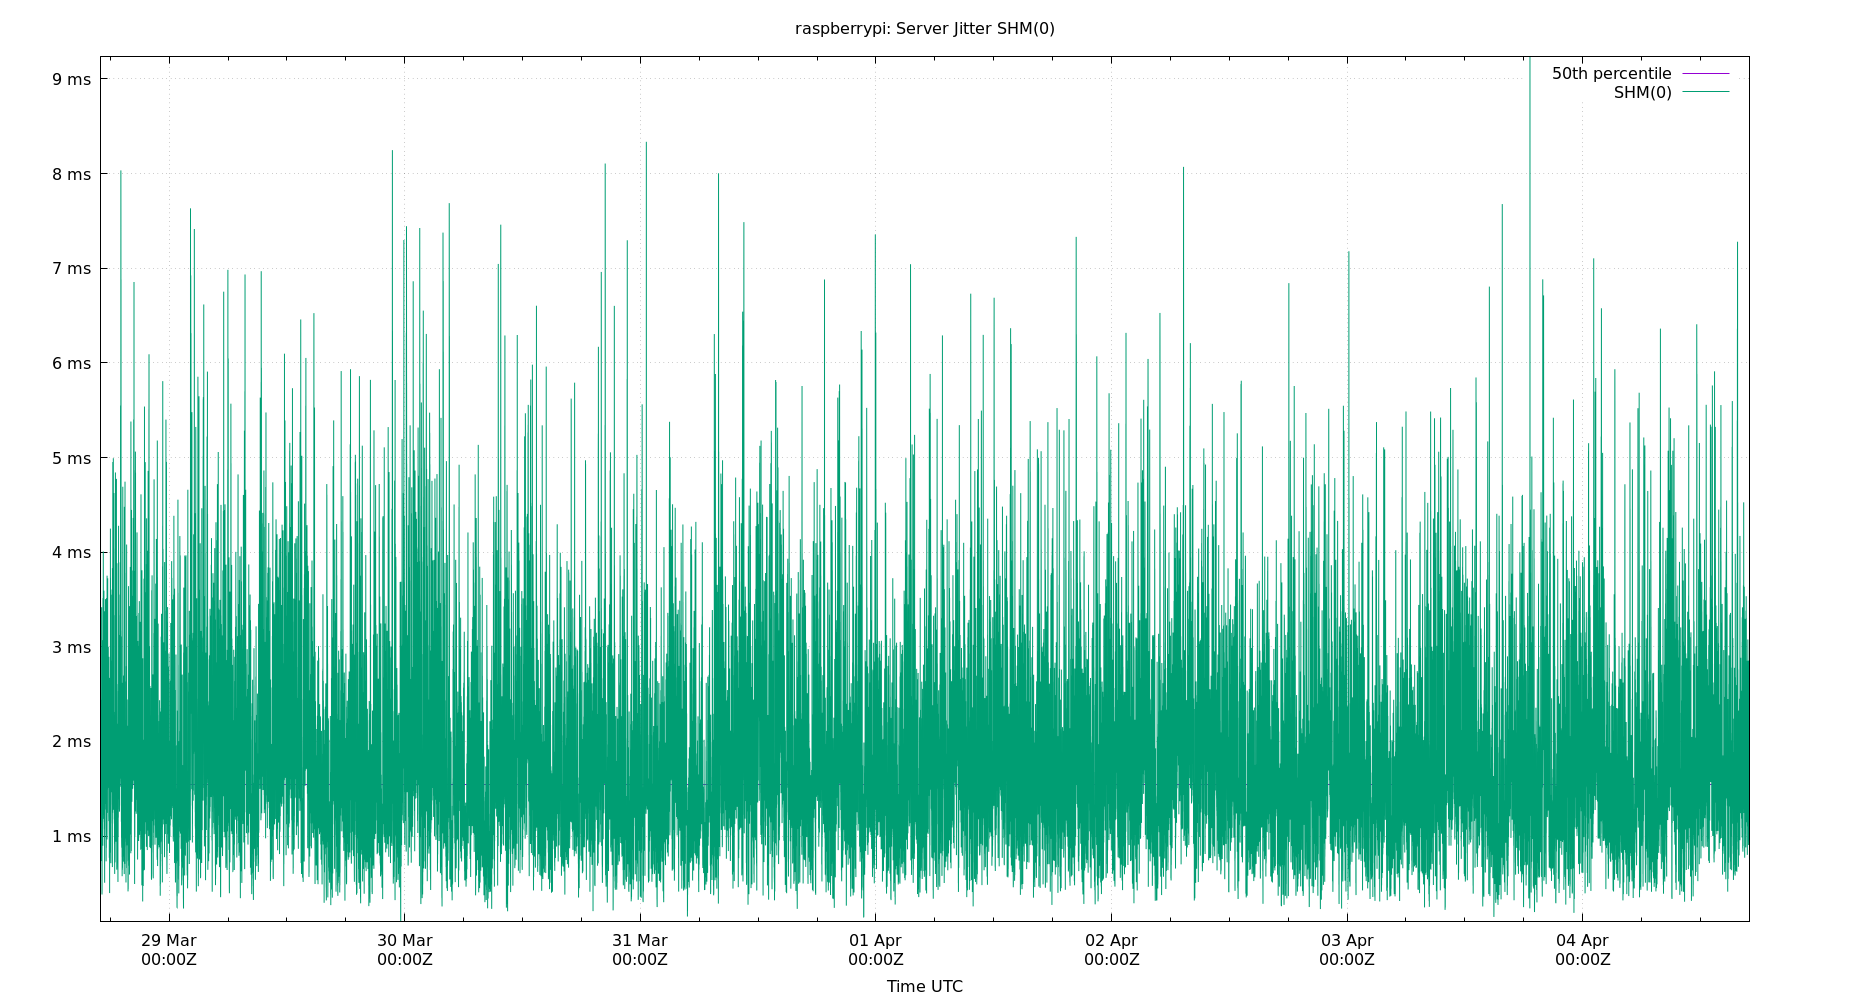 raspberrypi: Server Jitter SHM(0)
50th percentile
SHM(0)
9 ms
8 ms
7 ms
6 ms
5 ms
4 ms
3 ms
2 ms
1 ms
29 Mar 30 Mar 31 Mar 01 Apr 02 Apr 03 Apr 04 Apr
00:00Z 00:00Z 00:00Z 00:00Z 00:00Z 00:00Z 00:00Z
Time UTC